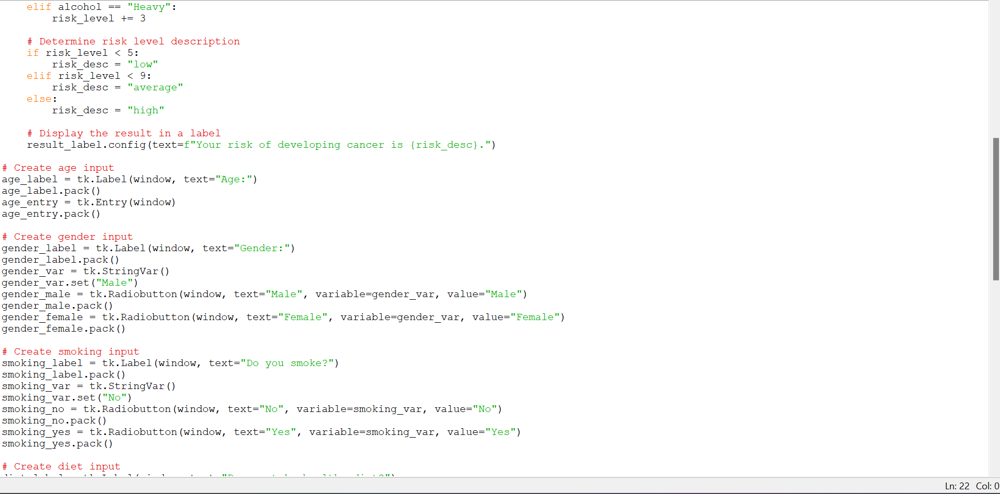 elif alcohol == "Heavy":
        risk_level += 3

    # Determine risk level description
    if risk_level < 5:
        risk_desc = "low"
    elif risk_level < 9:
        risk_desc = "average"
    else:
        risk_desc = "high"

    # Display the result in a label
    result_label.config(text=f"Your risk of developing cancer is {risk_desc}.")

# Create age input
age_label = tk.Label(window, text="Age:")
age_label.pack()
age_entry = tk.Entry(window)
age_entry.pack()

# Create gender input
gender_label = tk.Label(window, text="Gender:")
gender_label.pack()
gender_var = tk.StringVar()
gender_var.set("Male")
gender_male = tk.Radiobutton(window, text="Male", variable=gender_var, value="Male")
gender_male.pack()
gender_female = tk.Radiobutton(window, text="Female", variable=gender_var, value="Female")
gender_female.pack()

# Create smoking input
smoking_label = tk.Label(window, text="Do you smoke?")
smoking_label.pack()
smoking_var = tk.StringVar()
smoking_var.set("No")
smoking_no = tk.Radiobutton(window, text="No", variable=smoking_var, value="No")
smoking_no.pack()
smoking_yes = tk.Radiobutton(window, text="Yes", variable=smoking_var, value="Yes")
smoking_yes.pack()

# Create diet input
Ln: 22 Col: 0